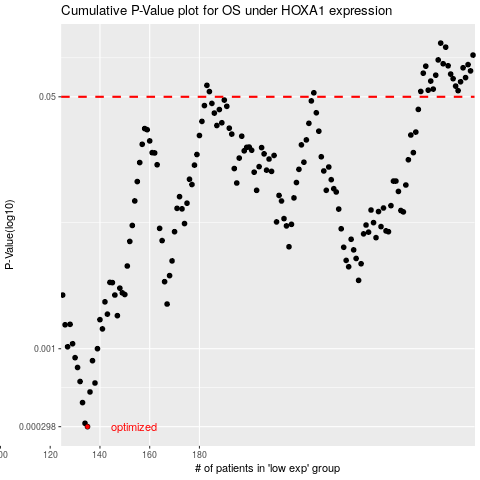 Cumulative P-Value plot for OS under HOXA1 expression
P-Value(log10)
0.05
0.001
0.000298
optimized
00 120 140 160 180
# of patients in 'low exp' group